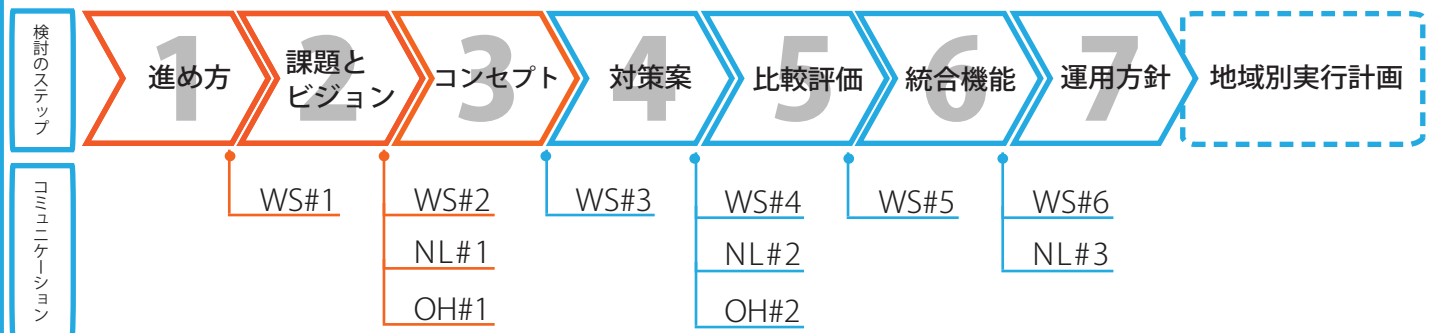 検討のステップ
1
進め方
2
課題と
ビジョン
3
コンセプト
4
対策案
5
比較評価
6
統合機能
7
運用方針
地域別実行計画
コミュニケーション
WS#1
WS#2
NL#1
OH#1
WS#3
WS#4
NL#2
OH#2
WS#5
WS#6
NL#3